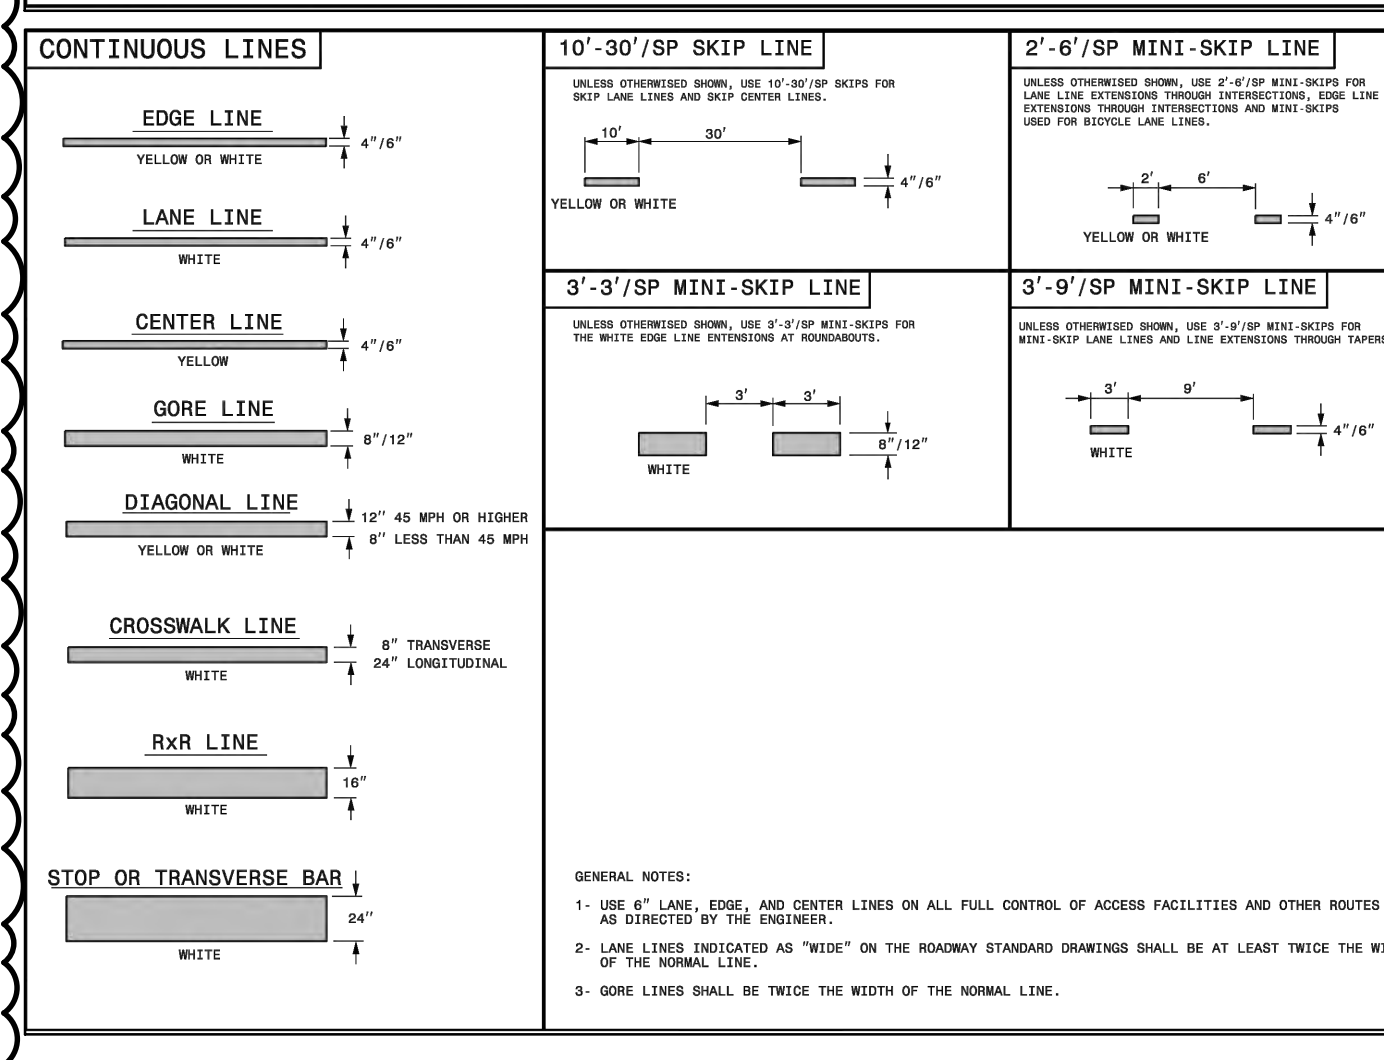 CONTINUOUS LINES
EDGE LINE
4"/6"
YELLOW OR WHITE
LANE LINE
4"/6"
WHITE
CENTER LINE
4"/6"
YELLOW
GORE LINE
8"/12"
WHITE
DIAGONAL LINE
12'' 45 MPH OR HIGHER
8'' LESS THAN 45 MPH
YELLOW OR WHITE
CROSSWALK LINE
8" TRANSVERSE
24" LONGITUDINAL
WHITE
RxR LINE
16"
WHITE
STOP OR TRANSVERSE BAR
24''
WHITE
10'-30'/SP SKIP LINE
UNLESS OTHERWISED SHOWN, USE 10'-30'/SP SKIPS FOR
SKIP LANE LINES AND SKIP CENTER LINES.
10' 30'
4"/6"
YELLOW OR WHITE
2'-6'/SP MINI-SKIP LINE
UNLESS OTHERWISED SHOWN, USE 2'-6'/SP MINI-SKIPS FOR
LANE LINE EXTENSIONS THROUGH INTERSECTIONS, EDGE LINE
EXTENSIONS THROUGH INTERSECTIONS AND MINI-SKIPS
USED FOR BICYCLE LANE LINES.
2' 6'
4"/6"
YELLOW OR WHITE
3'-3'/SP MINI-SKIP LINE
UNLESS OTHERWISED SHOWN, USE 3'-3'/SP MINI-SKIPS FOR
THE WHITE EDGE LINE ENTENSIONS AT ROUNDABOUTS.
3' 3'
8"/12"
WHITE
3'-9'/SP MINI-SKIP LINE
UNLESS OTHERWISED SHOWN, USE 3'-9'/SP MINI-SKIPS FOR
MINI-SKIP LANE LINES AND LINE EXTENSIONS THROUGH TAPERS
3' 9'
4"/6"
WHITE
GENERAL NOTES:
1- USE 6" LANE, EDGE, AND CENTER LINES ON ALL FULL CONTROL OF ACCESS FACILITIES AND OTHER ROUTES
AS DIRECTED BY THE ENGINEER.
2- LANE LINES INDICATED AS "WIDE" ON THE ROADWAY STANDARD DRAWINGS SHALL BE AT LEAST TWICE THE
OF THE NORMAL LINE.
3- GORE LINES SHALL BE TWICE THE WIDTH OF THE NORMAL LINE.